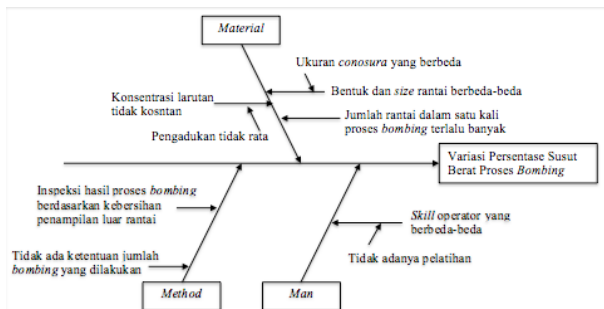 Material
Ukuran conosura yang berbeda
Bentuk dan size rantai berbeda-beda
Konsentrasi larutan
tidak kosntan
Jumlah rantai dalam satu kali
proses bombing terlalu banyak
Pengadukan tidak rata
Variasi Persentase Susut
Berat Proses Bombing
Inspeksi hasil proses bombing
berdasarkan kebersihan
penampilan luar rantai
Skill operator yang
berbeda-beda
Tidak adanya pelatihan
Tidak ada ketentuan jumlah
bombing yang dilakukan
Method
Man